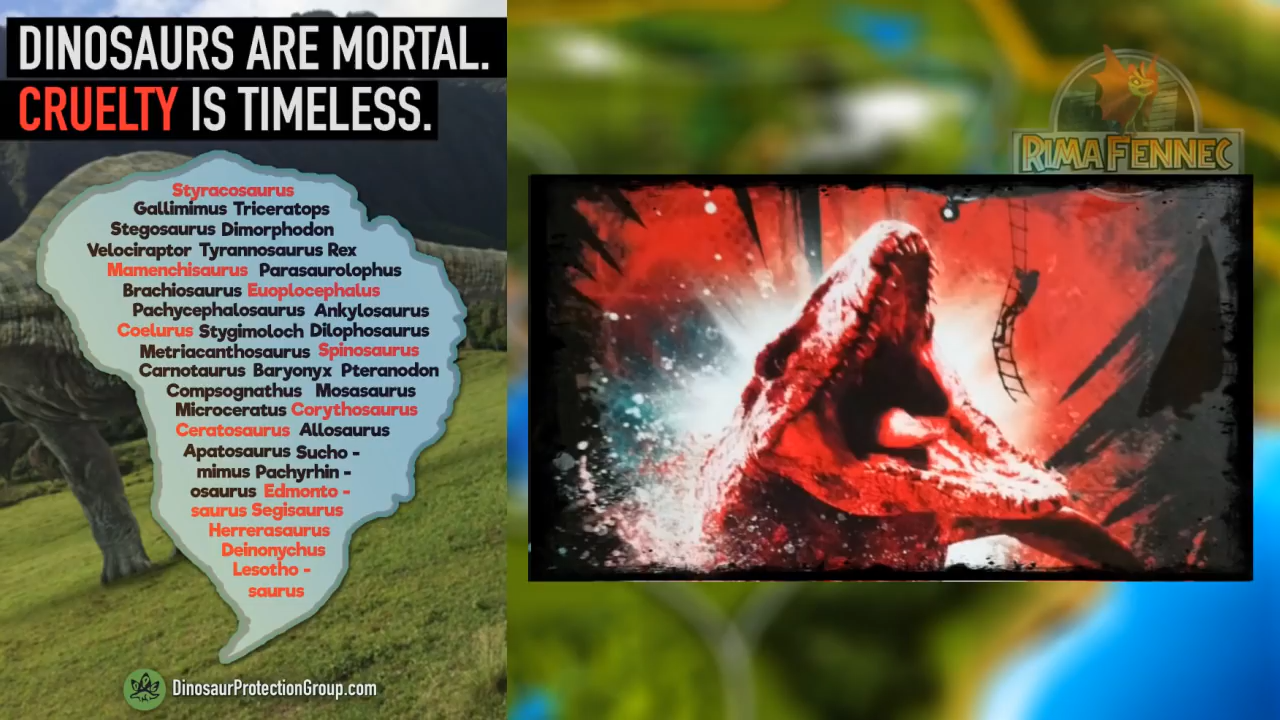 DINOSAURS ARE MORTAL.
CRUELTY IS TIMELESS.
Styracosaurus
Gallimimus Triceratops
Stegosaurus Dimorphodon
Velociraptor Tyrannosaurus Rex
Mamenchisaurus Parasaurolophus
Brachiosaurus Euoplocephalus
Pachycephalosaurus Ankylosaurus
Coelurus Stygimoloch Dilophosaurus
Metriacanthosaurus Spinosaurus
Carnotaurus Baryonyx Pteranodon
Compsognathus Mosasaurus
Microceratus Corythosaurus
Ceratosaurus Allosaurus
Apatosaurus Sucho -
mimus Pachyrhin -
osaurus Edmonto -
saurus Segisaurus
Herrerasaurus
Deinonychus
Lesotho -
saurus
DinosaurProtectionGroup.com
RIMA FENNEC